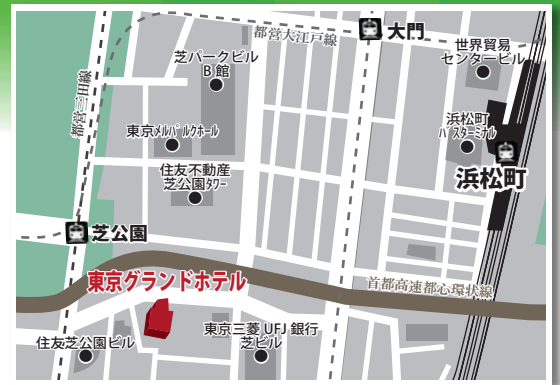 都営大江戸線
大門
芝パークビル
B 館
世界貿易
センタービル
都営三田線
東京メルパルクホール
浜松町
バスターミナル
浜松町
住友不動産
芝公園タワー
芝公園
東京グランドホテル
首都高速都心環状線
住友芝公園ビル
東京三菱 UFJ 銀行
芝ビル